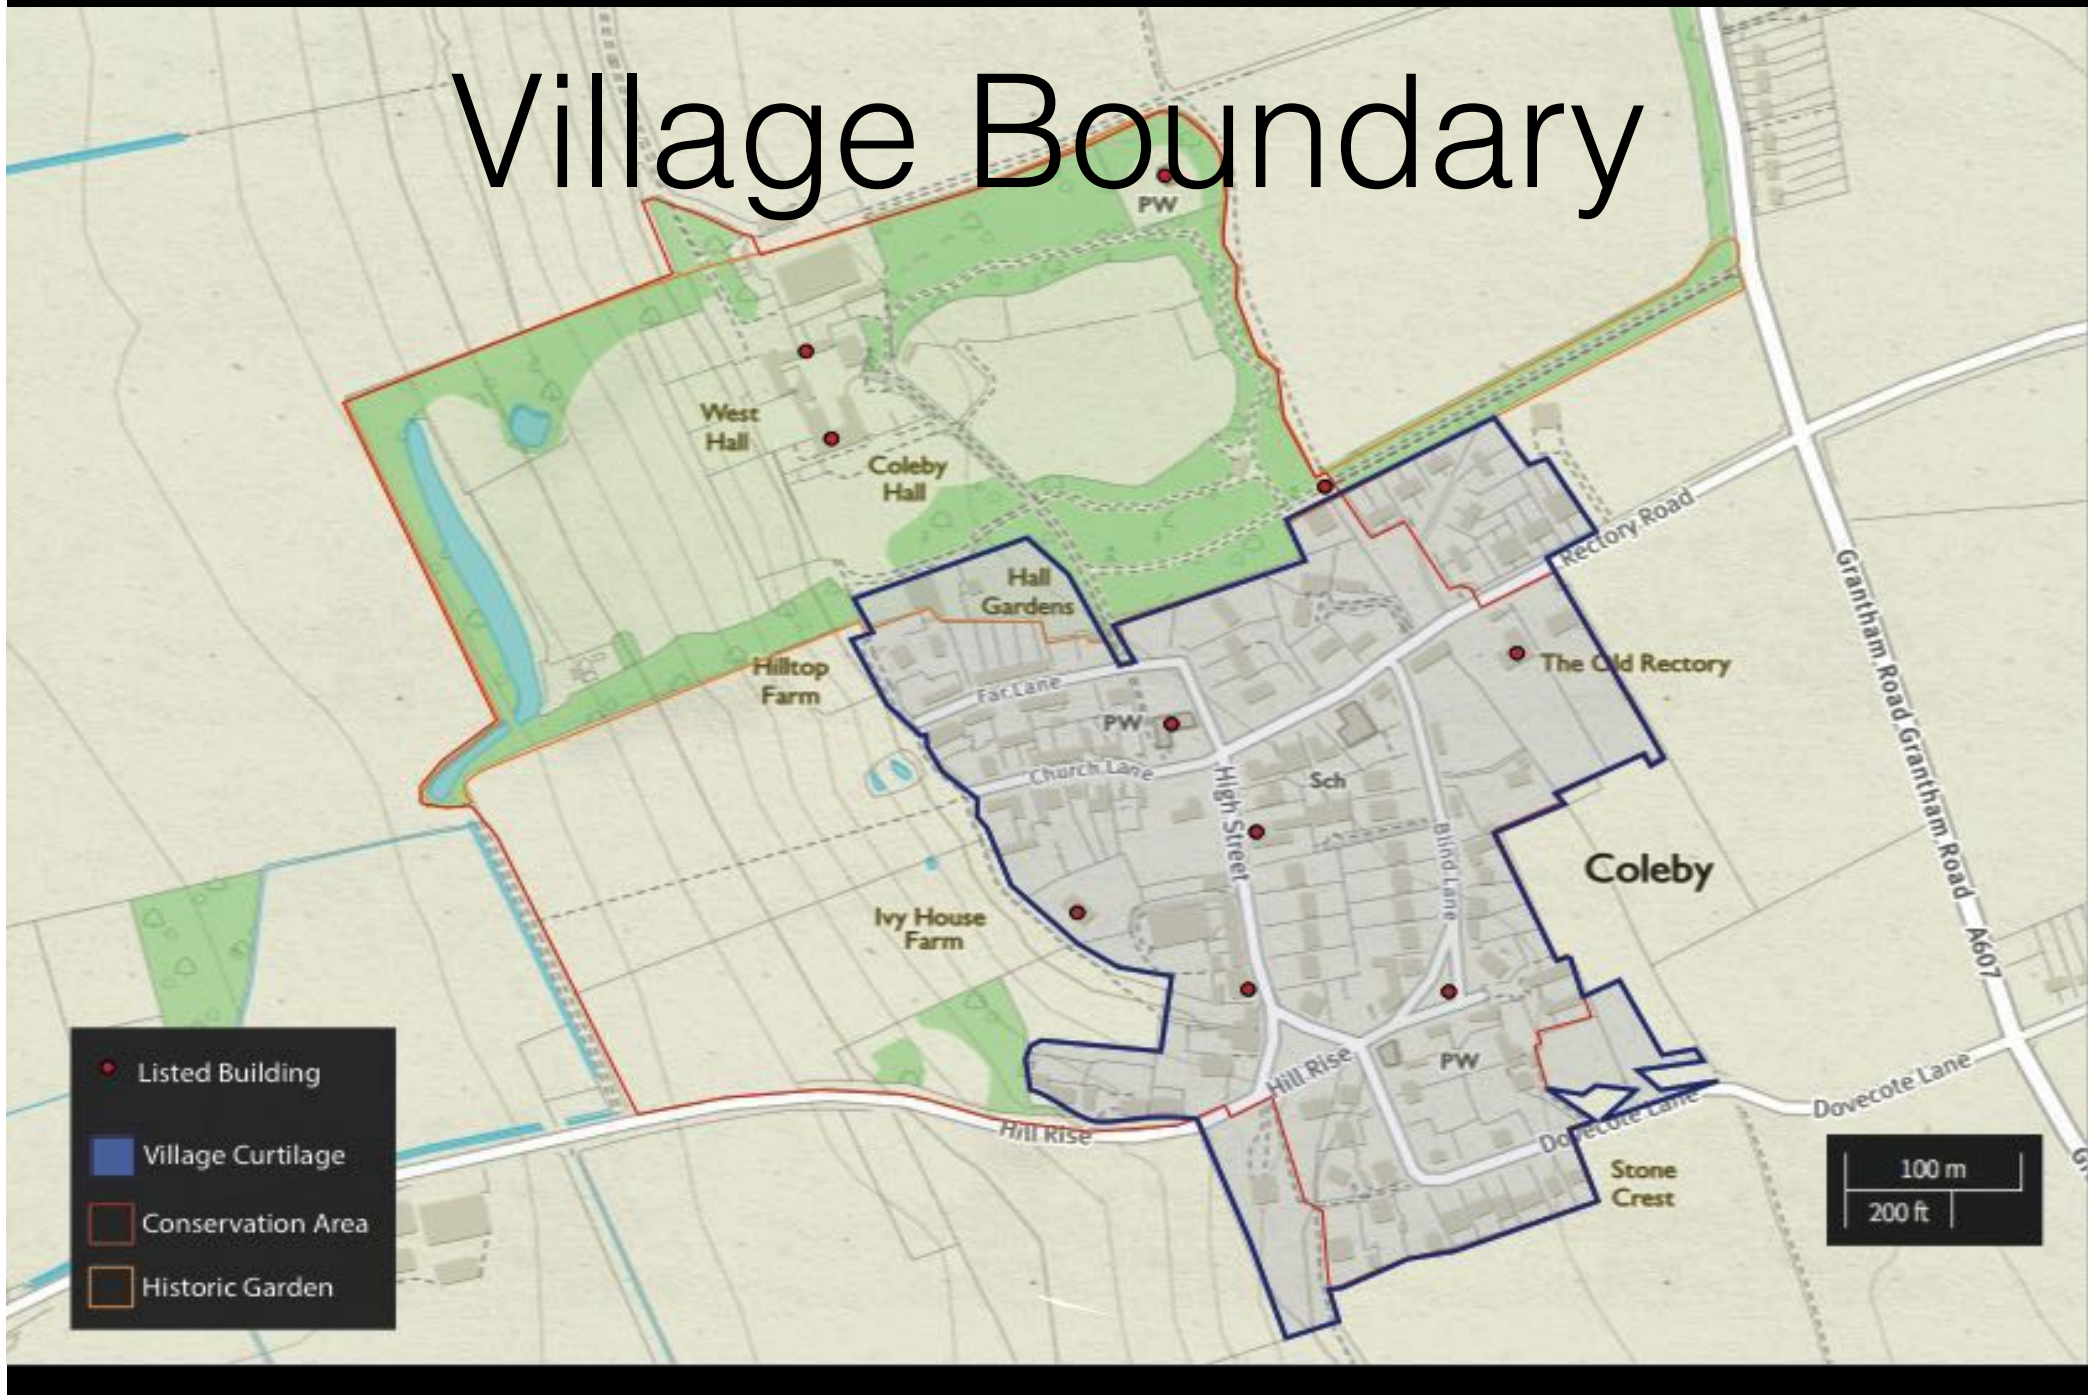 Village Boundary
PW
West
Hall
Coleby
Hall
Rectory Road
Hall
Gardens
Grantham Road Grantham Road A607
Hilltop
Farm
The Old Rectory
Far Lane
PW
Church Lane
High Street
Sch
Blind Lane
Coleby
Ivy House
Farm
PW
Hill Rise
Hill Rise
Dovecote Lane
Dovecote Lane
Stone
Crest
Listed Building
Village Curtilage
Conservation Area
Historic Garden
100 m
200 ft